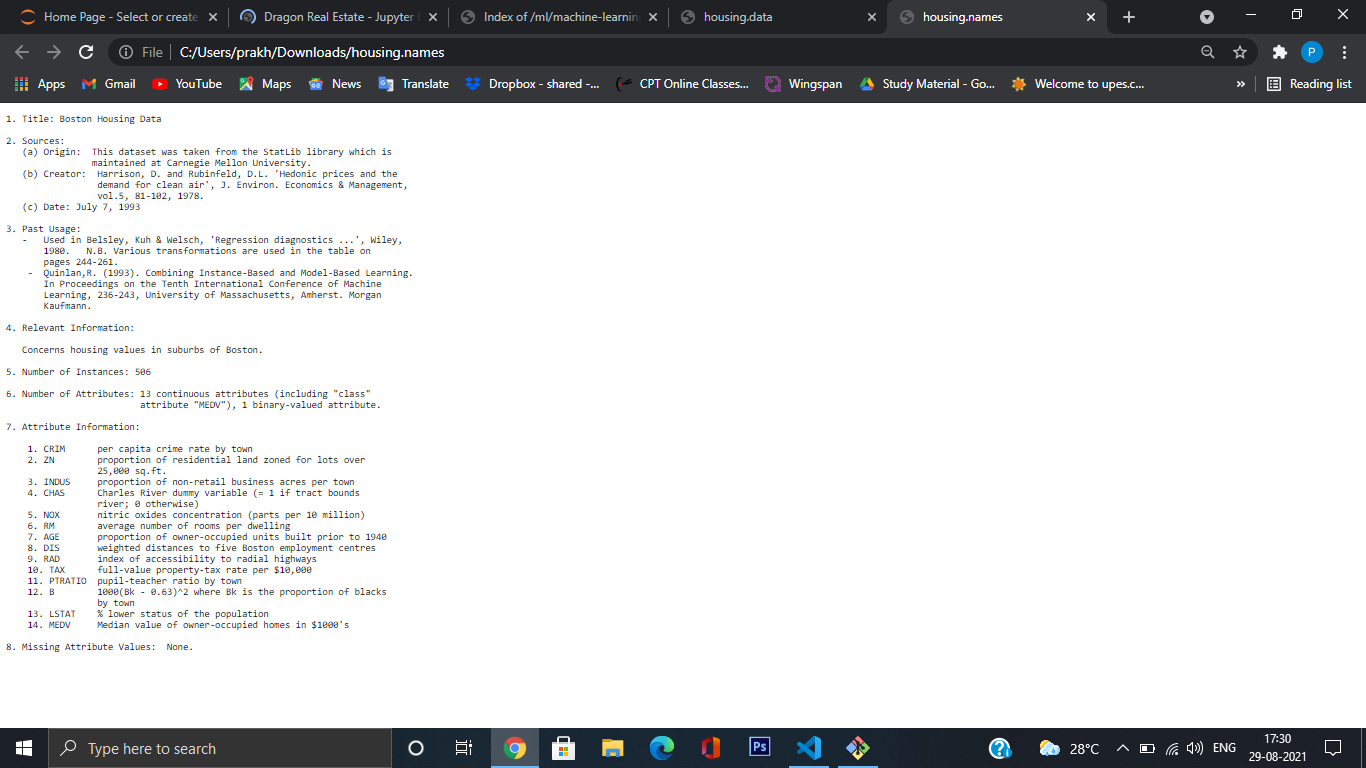 Home Page - Select or create
Dragon Real Estate - Jupyter
Index of /ml/machine-learnin
housing.data
housing.names
File
C:/Users/prakh/Downloads/housing.names
P
Apps
Gmail
YouTube
Maps
News
Translate
Dropbox - shared -...
CPT Online Classes...
Wingspan
Study Material - Go...
Welcome to upes.c...
»
Reading list
1. Title: Boston Housing Data
2. Sources:
(a) Origin: This dataset was taken from the StatLib library which is
maintained at Carnegie Mellon University.
(b) Creator: Harrison, D. and Rubinfeld, D.L. 'Hedonic prices and the
demand for clean air', J. Environ. Economics & Management,
vol.5, 81-102, 1978.
(c) Date: July 7, 1993
3. Past Usage:
- Used in Belsley, Kuh & Welsch, 'Regression diagnostics ...', Wiley,
1980. N.B. Various transformations are used in the table on
pages 244-261.
- Quinlan,R. (1993). Combining Instance-Based and Model-Based Learning.
In Proceedings on the Tenth International Conference of Machine
Learning, 236-243, University of Massachusetts, Amherst. Morgan
Kaufmann.
4. Relevant Information:
Concerns housing values in suburbs of Boston.
5. Number of Instances: 506
6. Number of Attributes: 13 continuous attributes (including "class"
attribute "MEDV"), 1 binary-valued attribute.
7. Attribute Information:
1. CRIM per capita crime rate by town
2. ZN proportion of residential land zoned for lots over
25,000 sq.ft.
3. INDUS proportion of non-retail business acres per town
4. CHAS Charles River dummy variable (= 1 if tract bounds
river; 0 otherwise)
5. NOX nitric oxides concentration (parts per 10 million)
6. RM average number of rooms per dwelling
7. AGE proportion of owner-occupied units built prior to 1940
8. DIS weighted distances to five Boston employment centres
9. RAD index of accessibility to radial highways
10. TAX full-value property-tax rate per $10,000
11. PTRATIO pupil-teacher ratio by town
12. B 1000(Bk - 0.63)^2 where Bk is the proportion of blacks
by town
13. LSTAT % lower status of the population
14. MEDV Median value of owner-occupied homes in $1000's
8. Missing Attribute Values: None.
Type here to search
Ps
28°C
ENG
17:30
29-08-2021